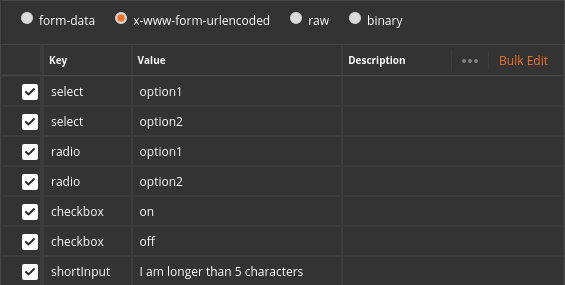 form-data x-www-form-urlencoded raw binary
Key Value Description ••• Bulk Edit
select option1
select option2
radio option1
radio option2
checkbox on
checkbox off
shortInput I am longer than 5 characters